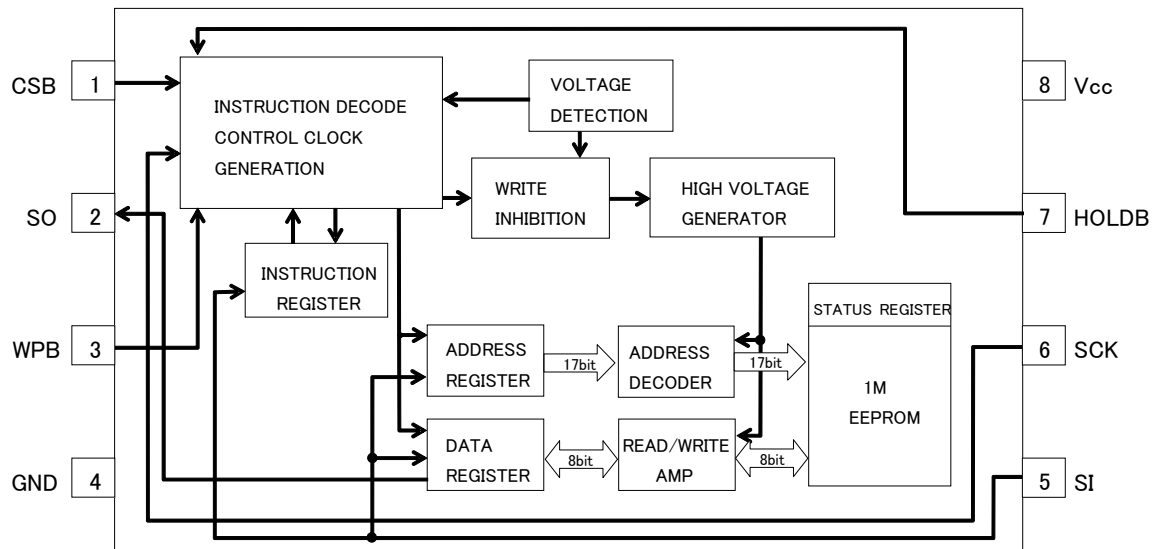 CSB 1
SO 2
WPB 3
GND 4
INSTRUCTION DECODE
CONTROL CLOCK
GENERATION
VOLTAGE
DETECTION
WRITE
INHIBITION
HIGH VOLTAGE
GENERATOR
INSTRUCTION
REGISTER
ADDRESS
REGISTER
17bit
ADDRESS
DECODER
17bit
STATUS REGISTER
1M
EEPROM
DATA
REGISTER
8bit
READ/WRITE
AMP
8bit
8 Vcc
7 HOLDB
6 SCK
5 SI